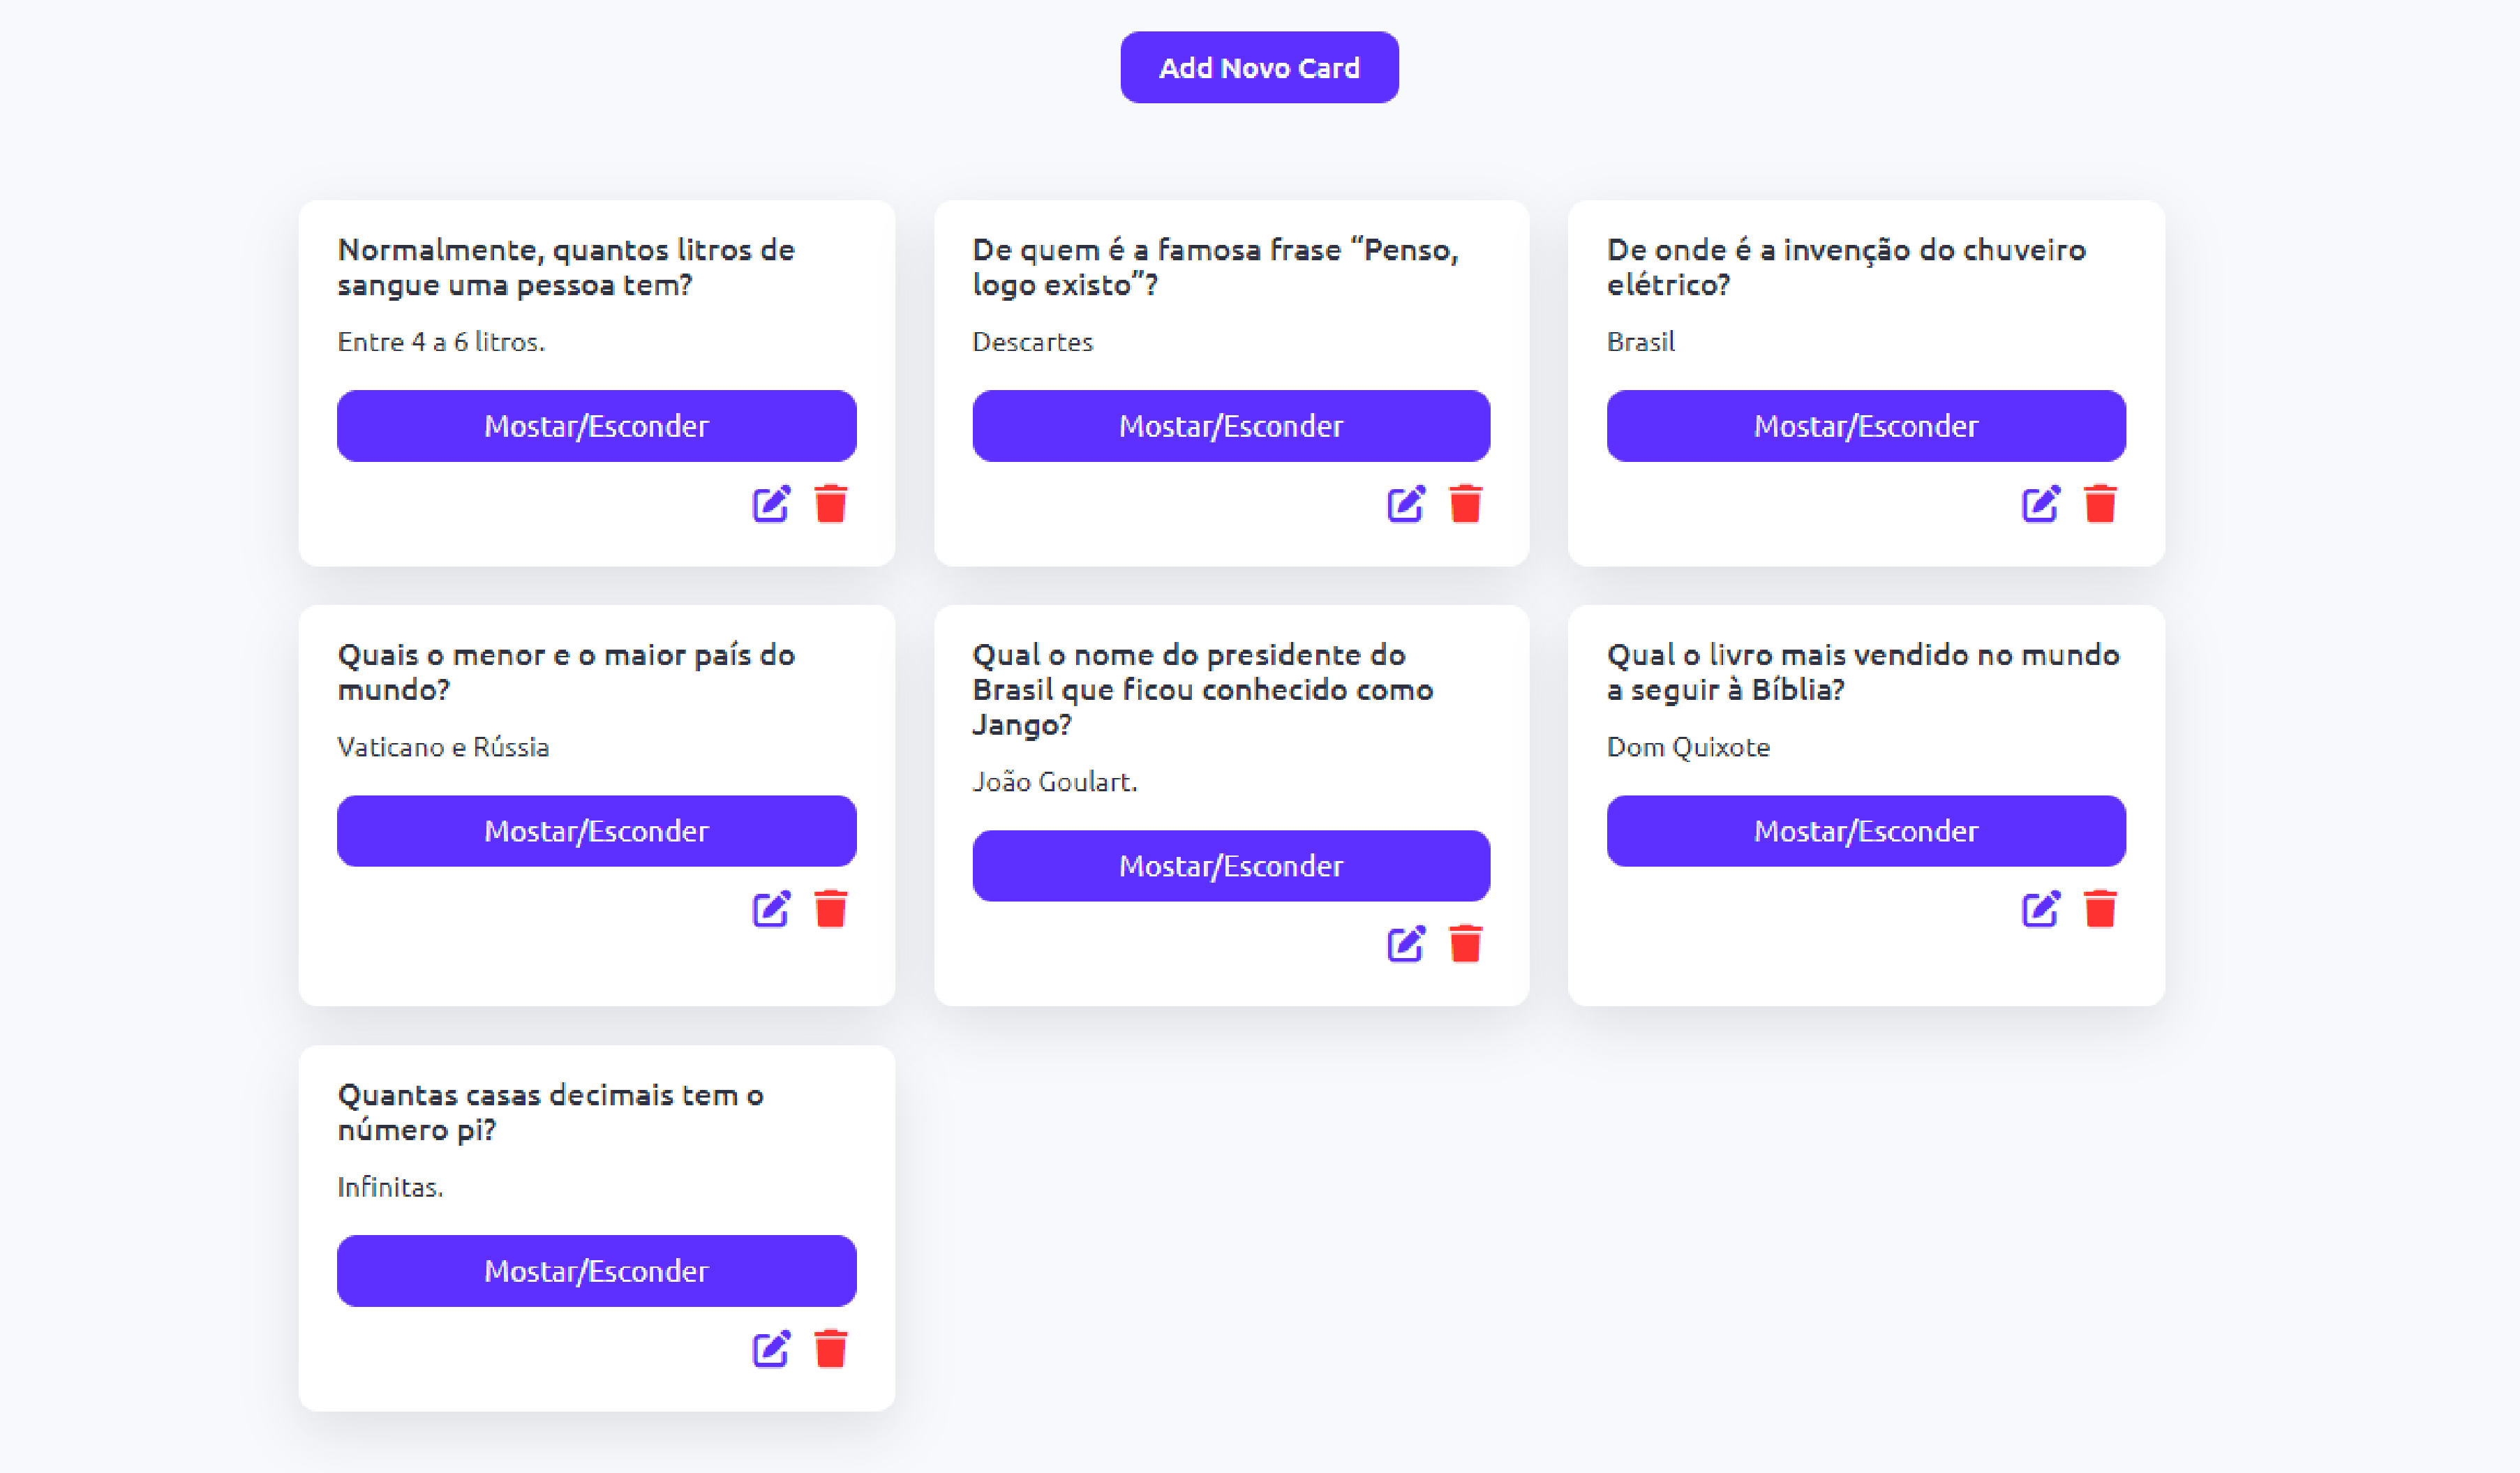 Add Novo Card
Normalmente, quantos litros de
sangue uma pessoa tem?
Entre 4 a 6 litros.
Mostar/Esconder
De quem é a famosa frase “Penso,
logo existo”?
Descartes
Mostar/Esconder
De onde é a invenção do chuveiro
elétrico?
Brasil
Mostar/Esconder
Quais o menor e o maior país do
mundo?
Vaticano e Rússia
Mostar/Esconder
Qual o nome do presidente do
Brasil que ficou conhecido como
Jango?
João Goulart.
Mostar/Esconder
Qual o livro mais vendido no mundo
a seguir à Bíblia?
Dom Quixote
Mostar/Esconder
Quantas casas decimais tem o
número pi?
Infinitas.
Mostar/Esconder